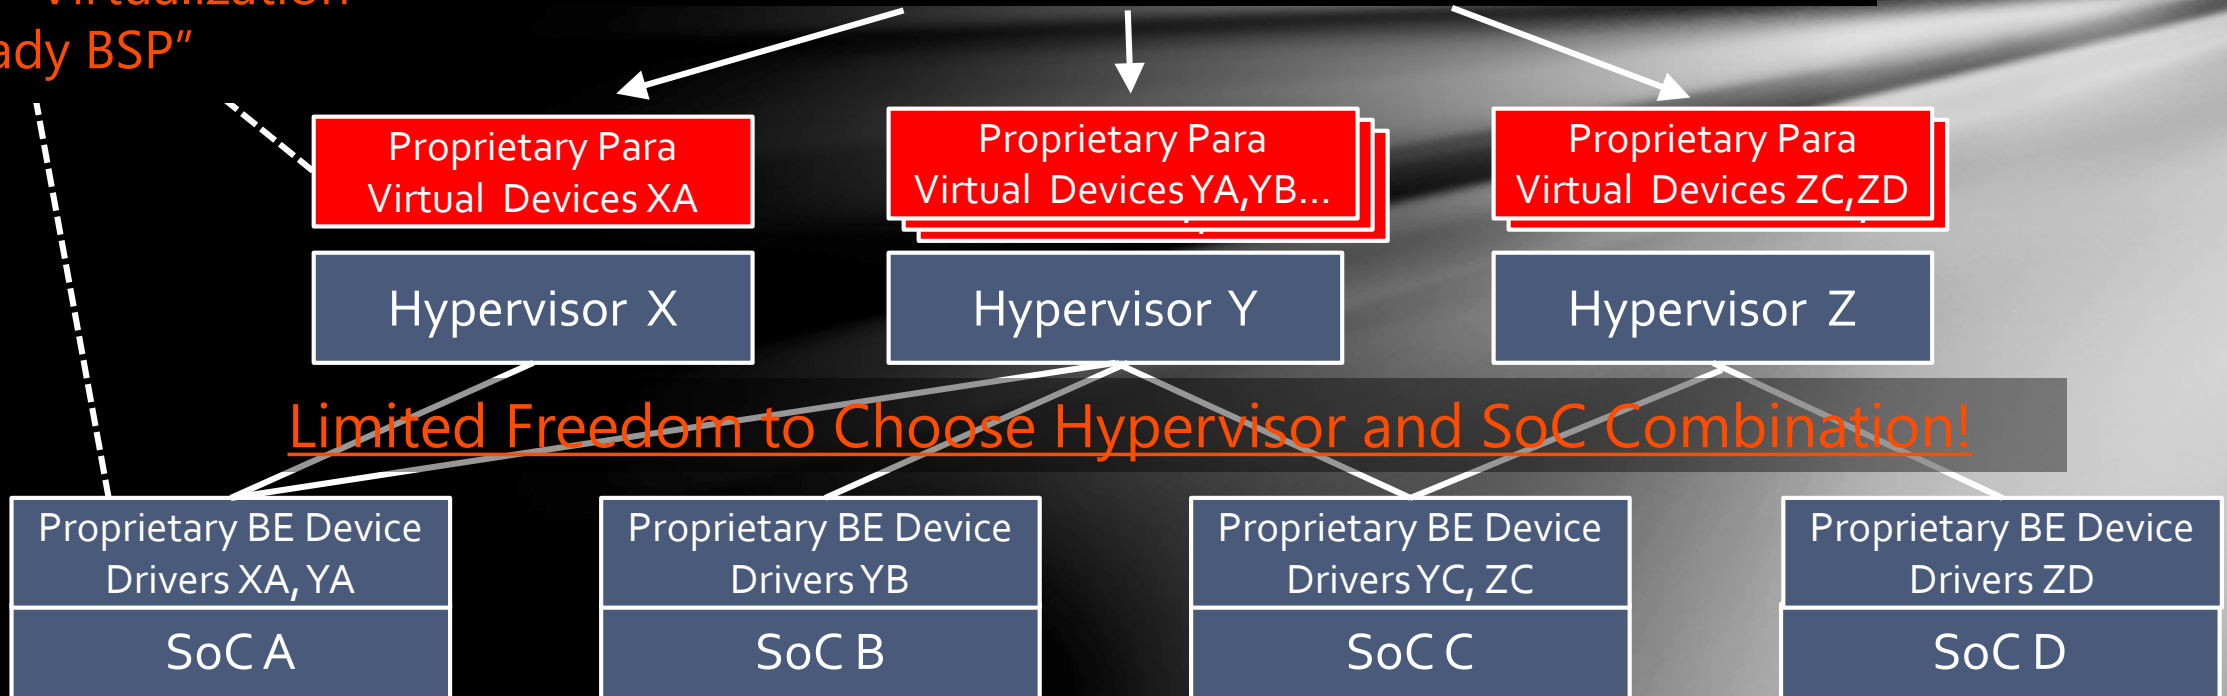 ady BSP”
Proprietary Para
Virtual Devices XA
Proprietary Para
Virtual Devices YA,YB...
Proprietary Para
Virtual Devices ZC,ZD
Hypervisor X
Hypervisor Y
Hypervisor Z
Limited Freedom to Choose Hypervisor and SoC Combination!
Proprietary BE Device
Drivers XA, YA
Proprietary BE Device
Drivers YB
Proprietary BE Device
Drivers YC, ZC
Proprietary BE Device
Drivers ZD
SoC A
SoC B
SoC C
SoC D